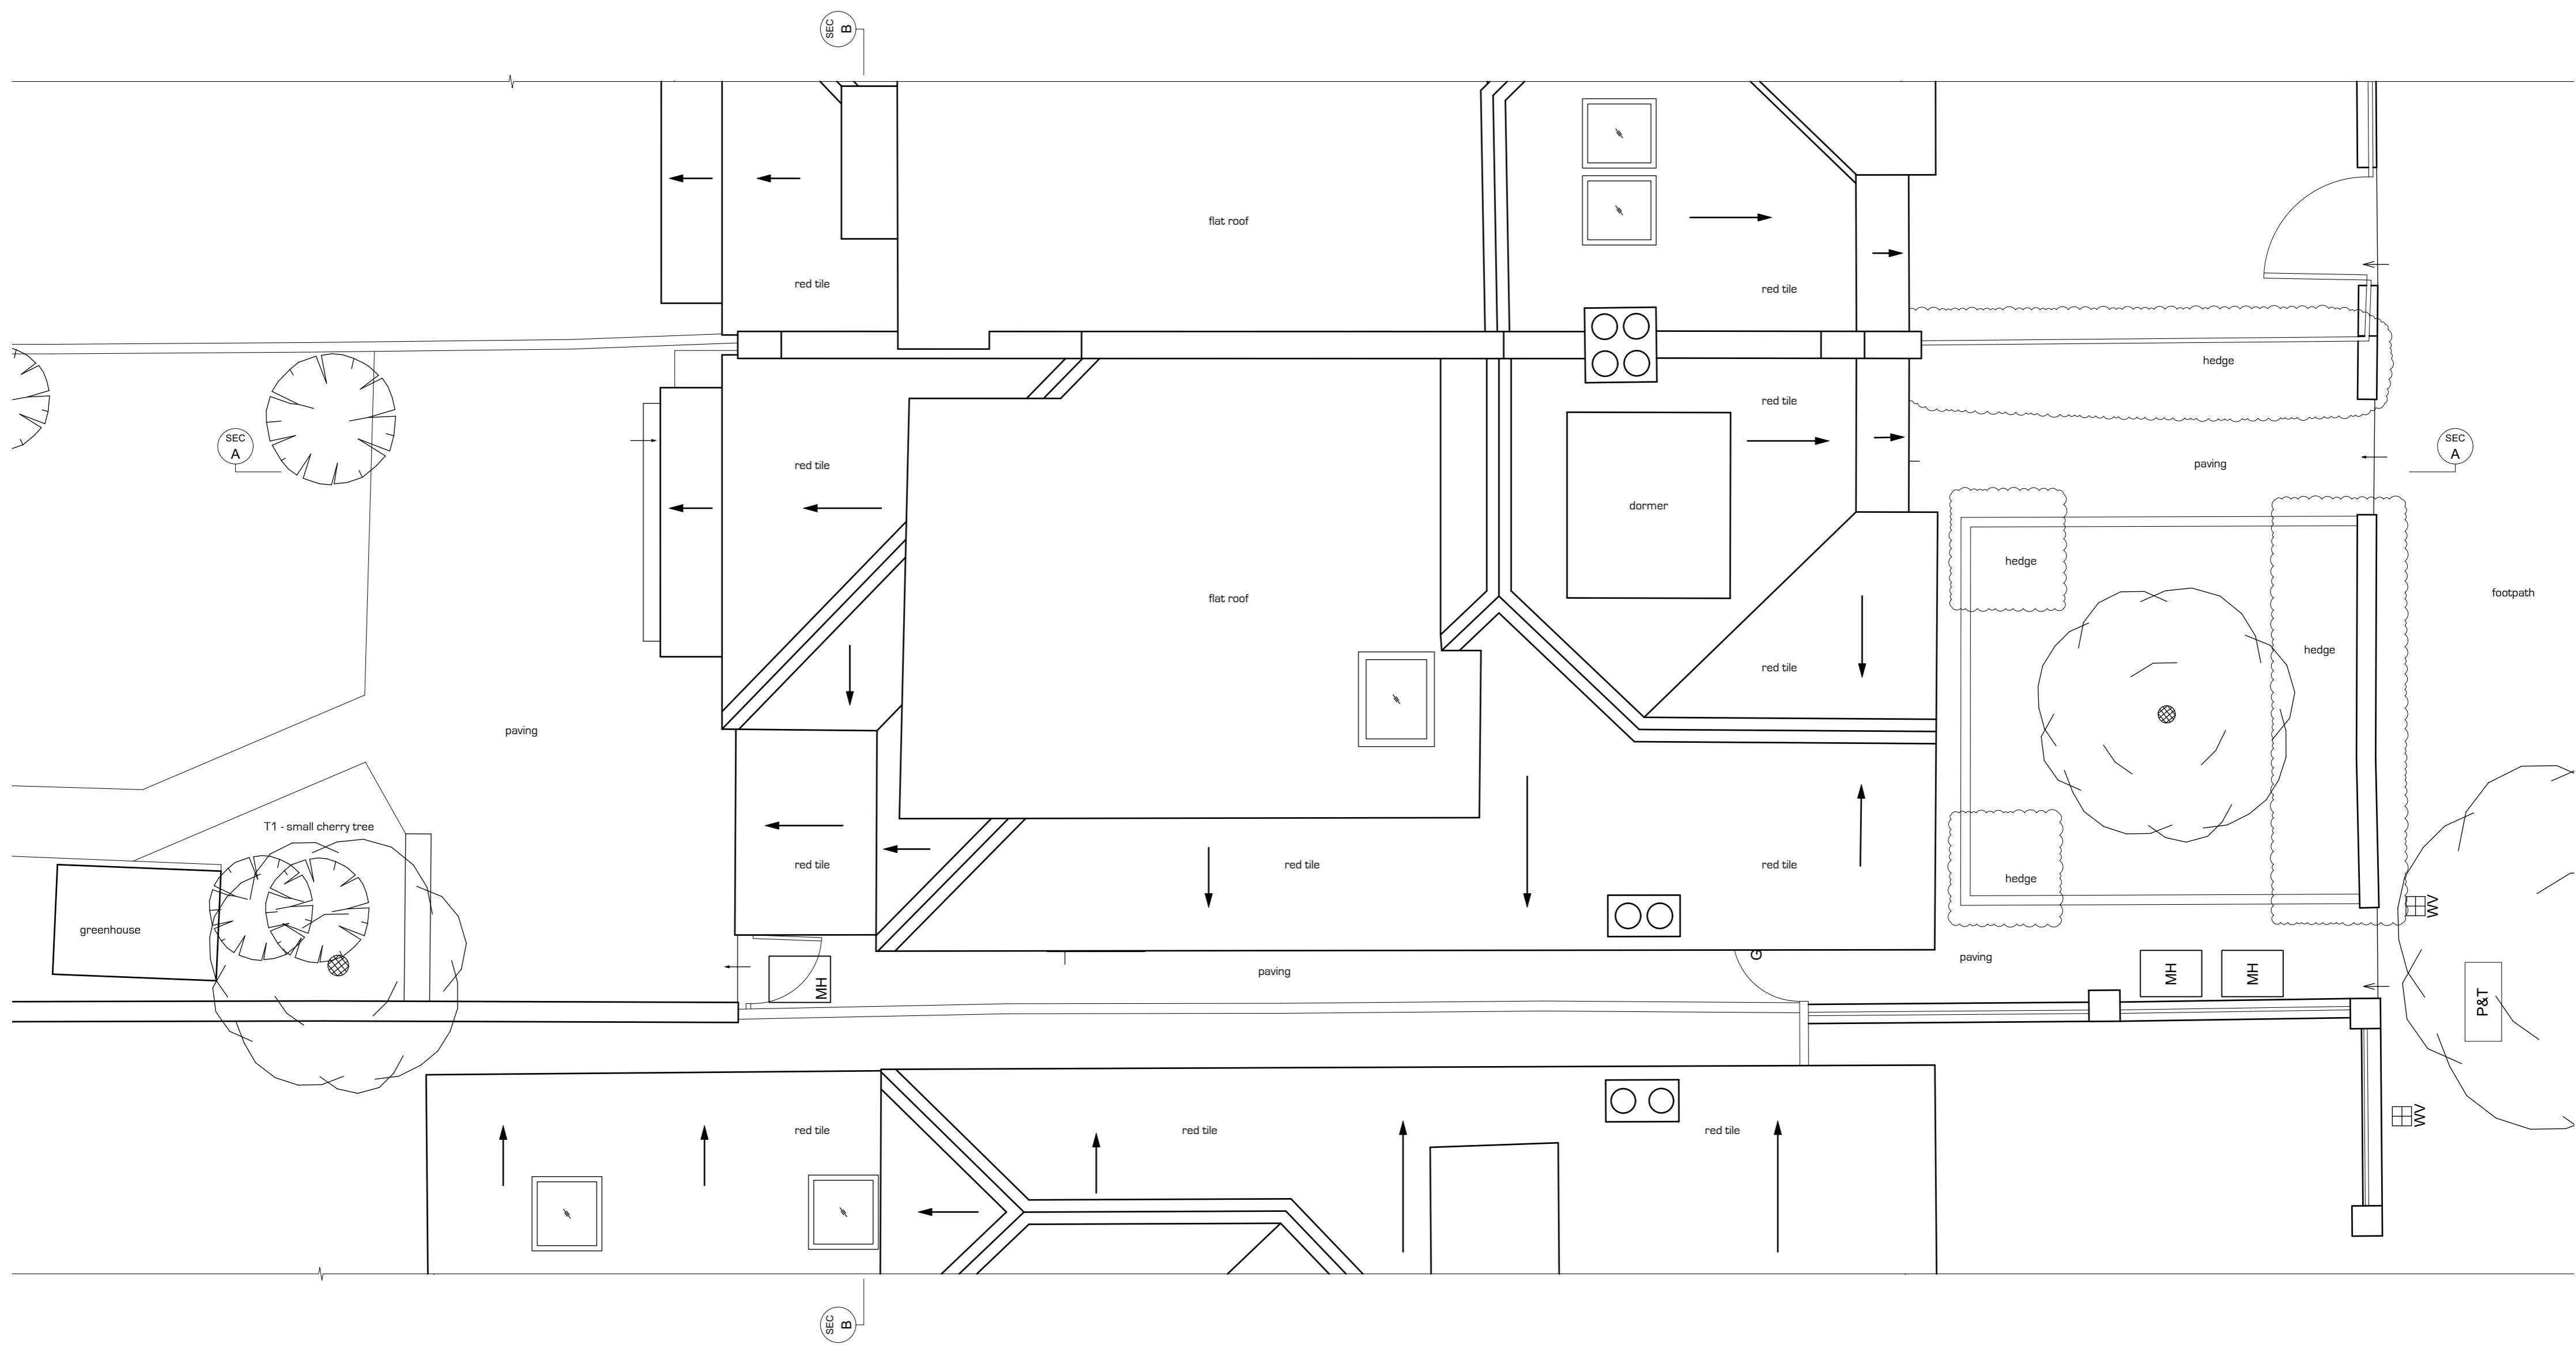 SEC
B
flat roof
red tile
red tile
hedge
red tile
SEC
A
red tile
paving
SEC
A
dormer
hedge
footpath
flat roof
hedge
red tile
paving
T1 - small cherry tree
red tile
red tile
red tile
hedge
WV
greenhouse
G
paving
paving
MH
MH
MH
P&T
WV
red tile
red tile
red tile
SEC
B